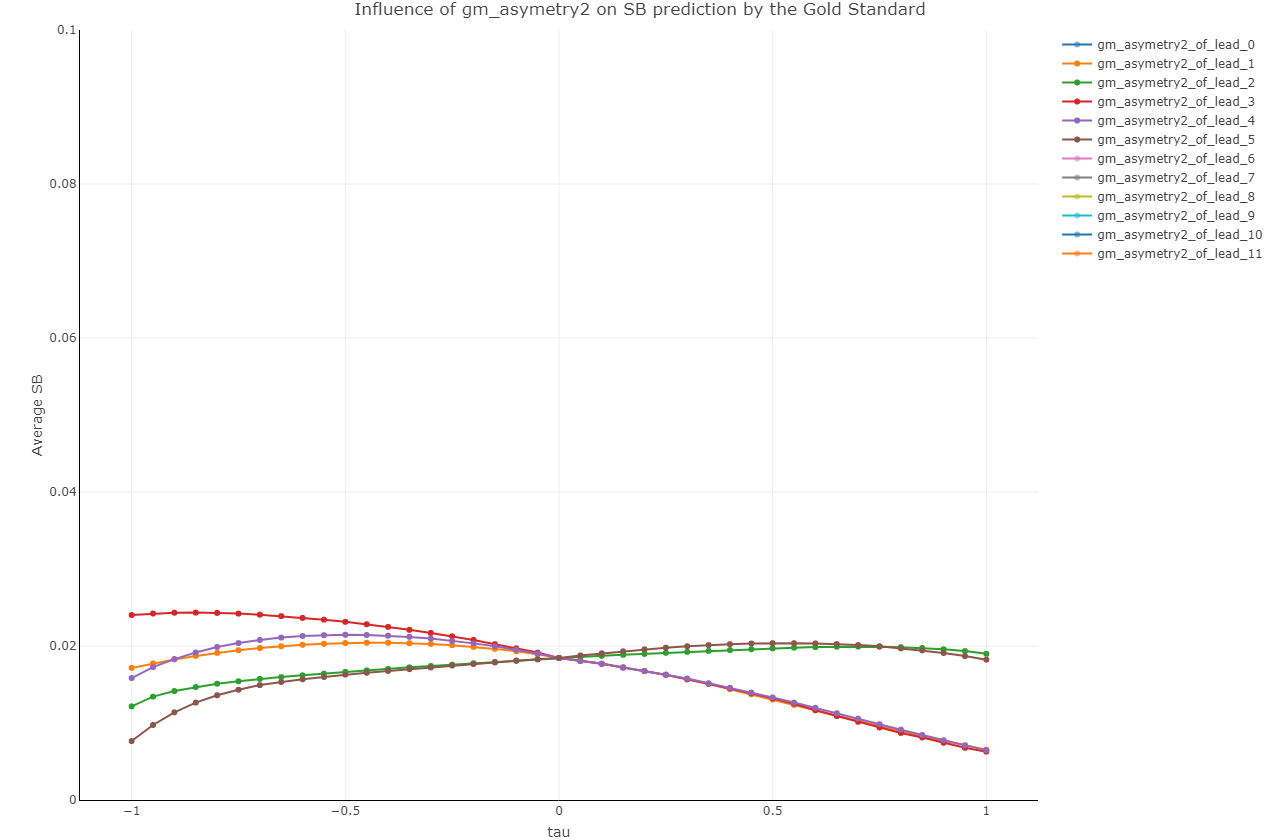 Influence of gm_asymetry2 on SB prediction by the Gold Standard
0.1
0.08
0.06
0.04
0.02
0
Average SB
−1
−0.5
0
0.5
1
tau
gm_asymetry2_of_lead_0
gm_asymetry2_of_lead_1
gm_asymetry2_of_lead_2
gm_asymetry2_of_lead_3
gm_asymetry2_of_lead_4
gm_asymetry2_of_lead_5
gm_asymetry2_of_lead_6
gm_asymetry2_of_lead_7
gm_asymetry2_of_lead_8
gm_asymetry2_of_lead_9
gm_asymetry2_of_lead_10
gm_asymetry2_of_lead_11